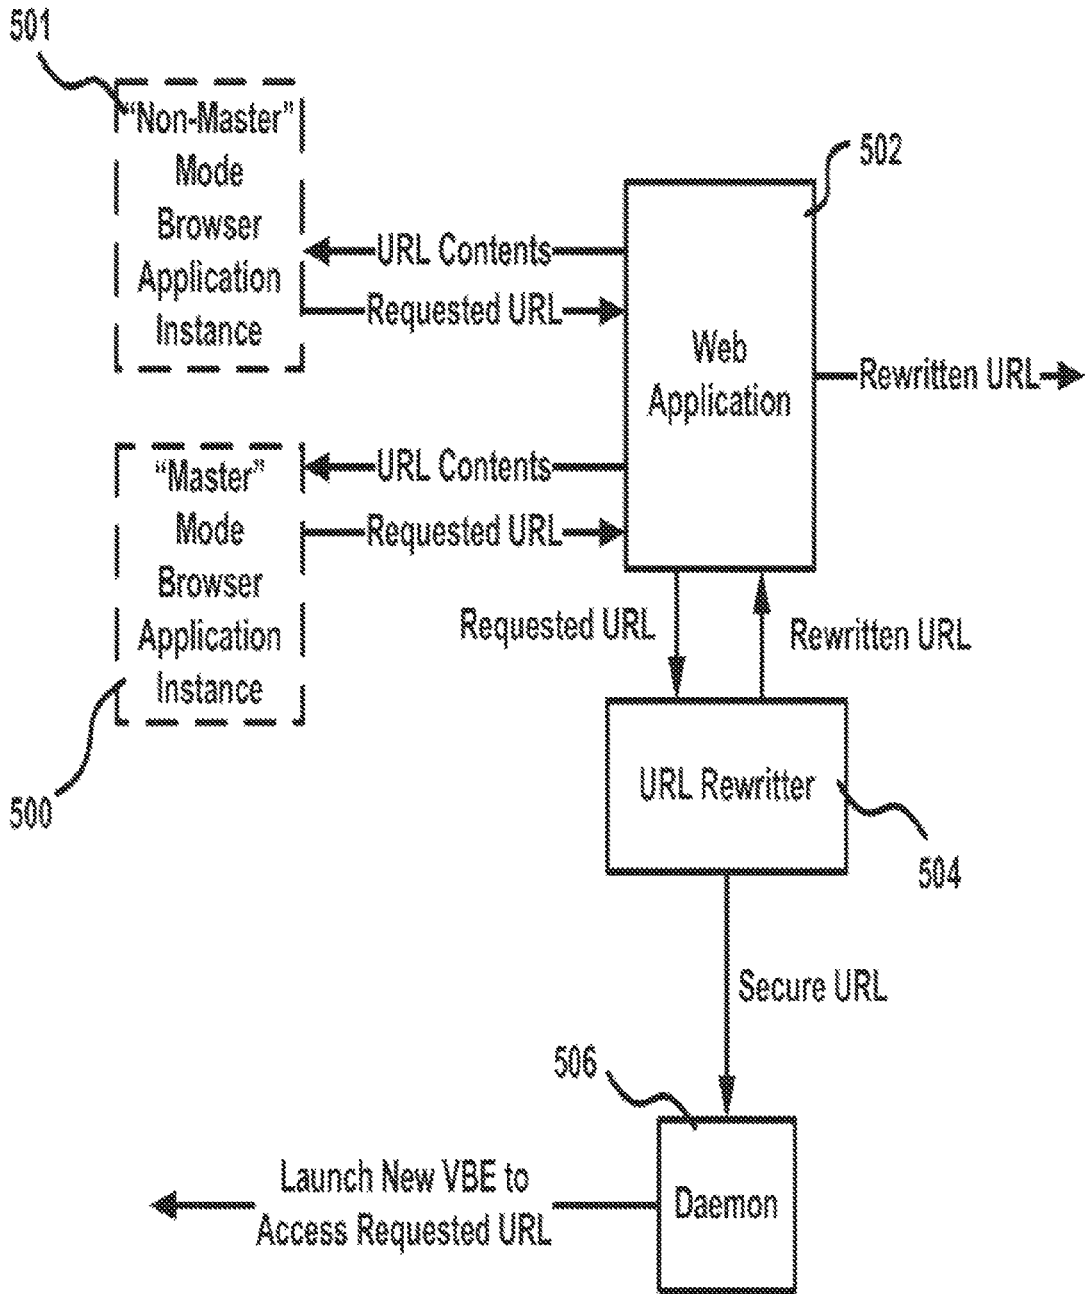 501
“Non-Master”
Mode
Browser
Application
Instance
502
URL Contents
Requested URL
Web
Application
Rewritten URL
“Master”
Mode
Browser
Application
Instance
500
URL Contents
Requested URL
Requested URL
Rewritten URL
URL Rewritter
504
Secure URL
506
Daemon
Launch New VBE to
Access Requested URL